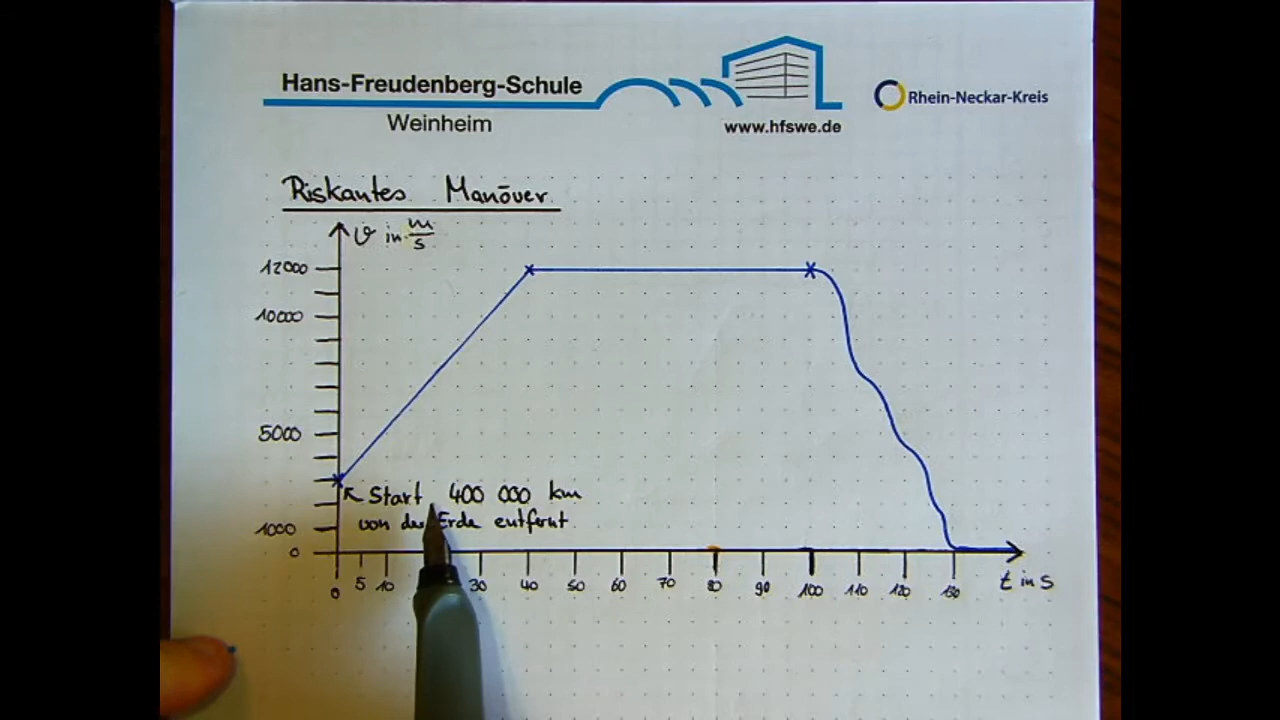 Hans-Freudenberg-Schule
Weinheim
www.hfswe.de
Rhein-Neckar-Kreis
Riskantes Manöver
v in m/s
12000
10000
5000
Start 400 000 km
von der Erde entfernt
1000
0
0 5 10 30 40 50 60 70 80 90 100 110 120 130
t in s